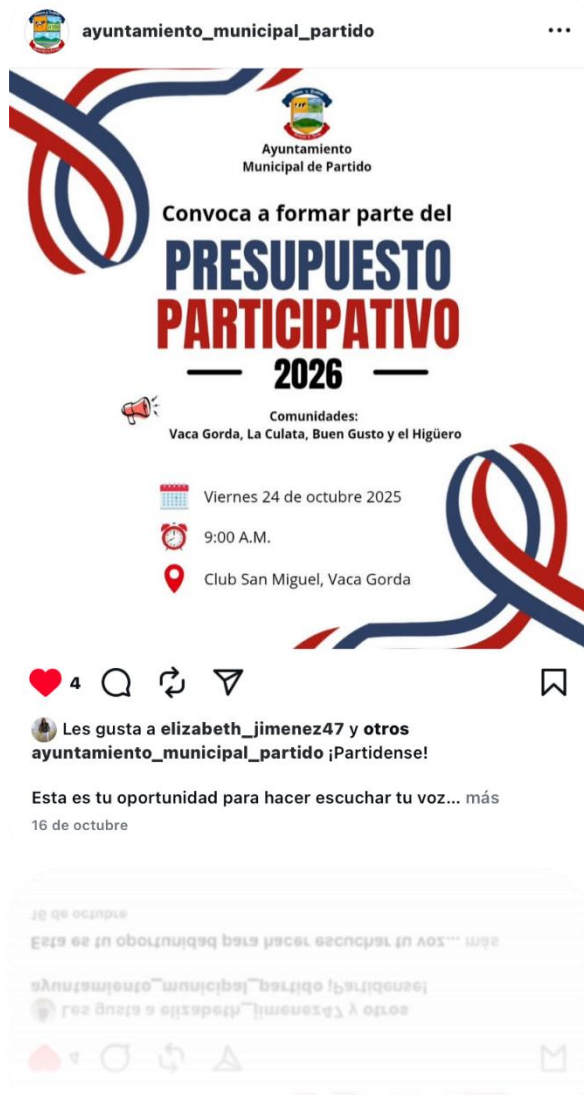 ayuntamiento_municipal_partido
Ayuntamiento
Municipal de Partido
Convoca a formar parte del
PRESUPUESTO
PARTICIPATIVO
2026
Comunidades:
Vaca Gorda, La Culata, Buen Gusto y el Higüero
Viernes 24 de octubre 2025
9:00 A.M.
Club San Miguel, Vaca Gorda
4
Les gusta a elizabeth_jimenez47 y otros
ayuntamiento_municipal_partido ¡Partidense!
Esta es tu oportunidad para hacer escuchar tu voz... más
16 de octubre